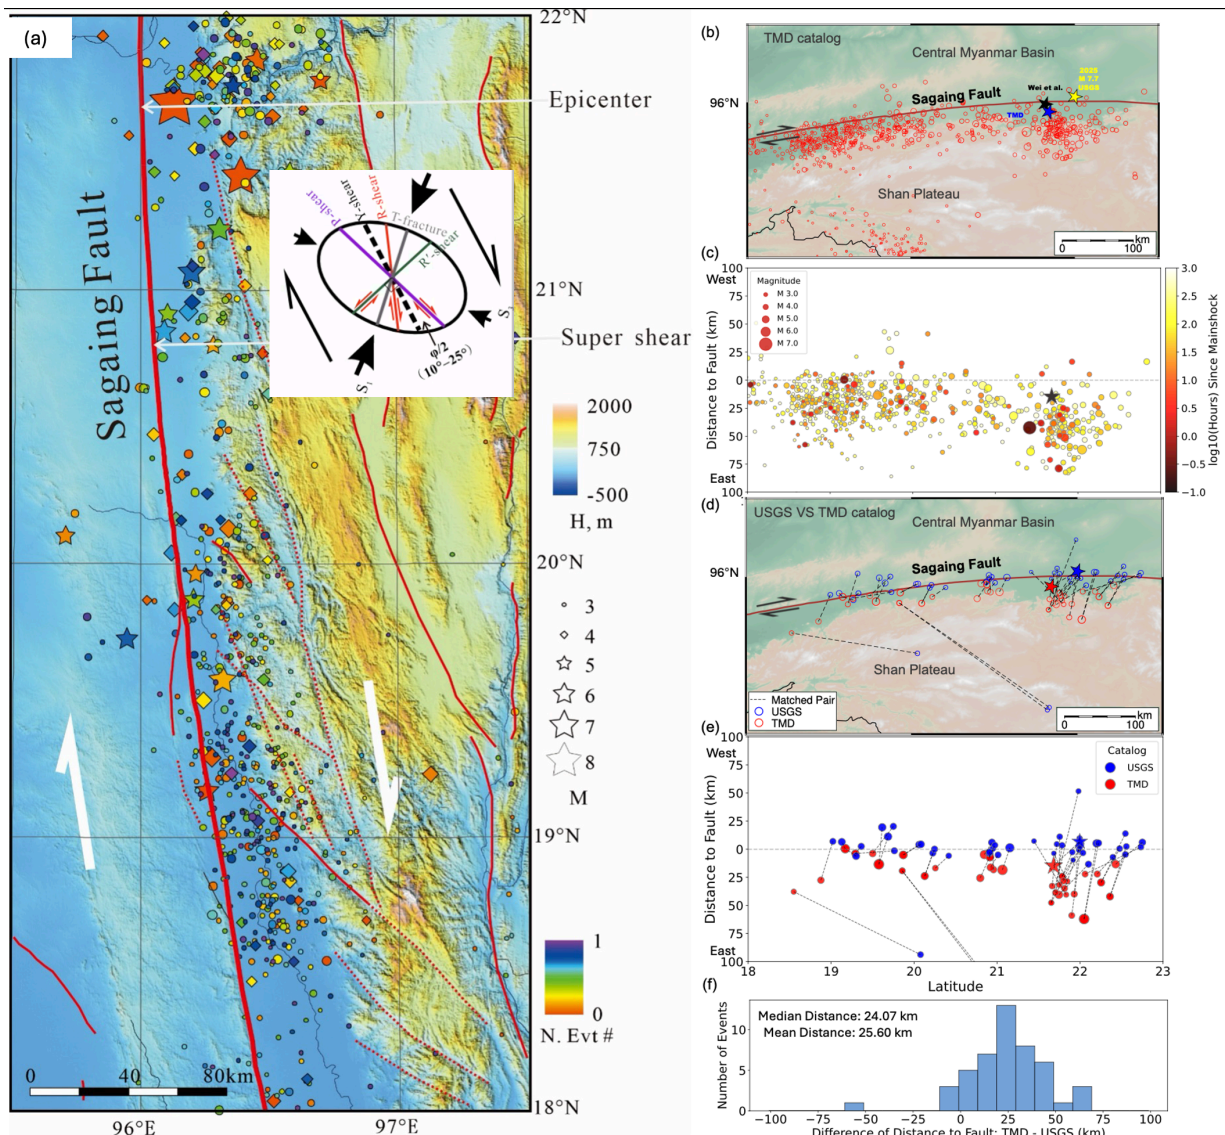 (a)
22°N
Epicenter
Sagaing Fault
P-shear
Y-shear
R-shear
T-fracture
R'-shear
S
S
φ/2
(10°-25°)
21°N
Super shear
2000
750
-500
H, m
20°N
3
4
5
6
7
8
M
19°N
1
0
N. Evt #
0 40 80km
18°N
96°E 97°E
(b)
TMD catalog
Central Myanmar Basin
2025
M 7.7
USGS
Wei et al.
96°N
Sagaing Fault
TMD
Shan Plateau
km
0 100
(c)
100
West
75
50
25
0
25
50
75
East
100
Distance to Fault (km)
Magnitude
M 3.0
M 4.0
M 5.0
M 6.0
M 7.0
3.0
2.5
2.0
1.5
1.0
0.5
0.0
−0.5
−1.0
log10(Hours) Since Mainshock
(d)
USGS VS TMD catalog
Central Myanmar Basin
96°N
Sagaing Fault
Shan Plateau
Matched Pair
USGS
TMD
km
0 100
(e)
100
West
75
50
25
0
25
50
75
East
100
Distance to Fault (km)
Catalog
USGS
TMD
18 19 20 21 22 23
Latitude
(f)
Median Distance: 24.07 km
Mean Distance: 25.60 km
Number of Events
10
5
0
−100 −75 −50 −25 0 25 50 75 100
Difference of Distance to Fault: TMD - USGS (km)